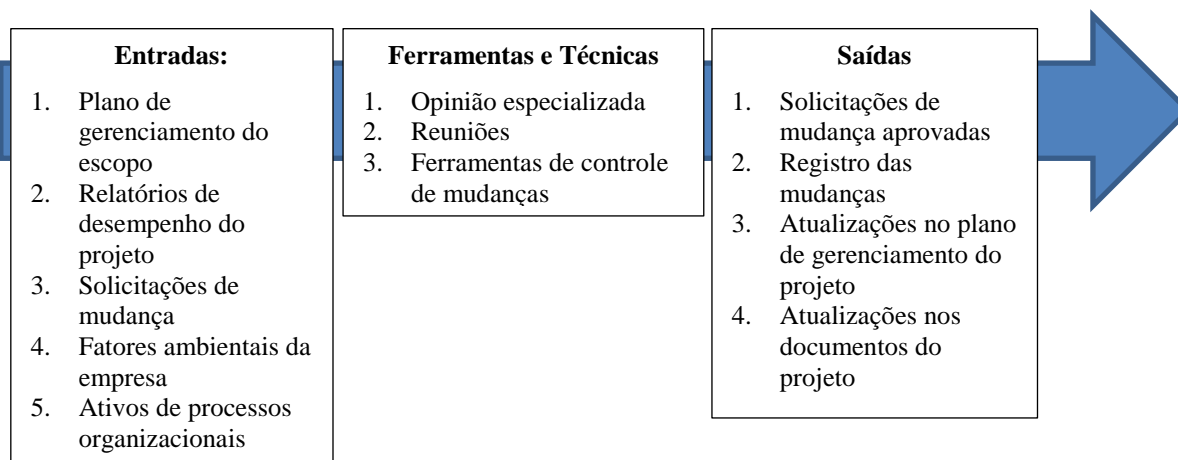 Entradas:
1. Plano de
gerenciamento do
escopo
2. Relatórios de
desempenho do
projeto
3. Solicitações de
mudança
4. Fatores ambientais da
empresa
5. Ativos de processos
organizacionais
Ferramentas e Técnicas
1. Opinião especializada
2. Reuniões
3. Ferramentas de controle
de mudanças
Saídas
1. Solicitações de
mudança aprovadas
2. Registro das
mudanças
3. Atualizações no plano
de gerenciamento do
projeto
4. Atualizações nos
documentos do
projeto